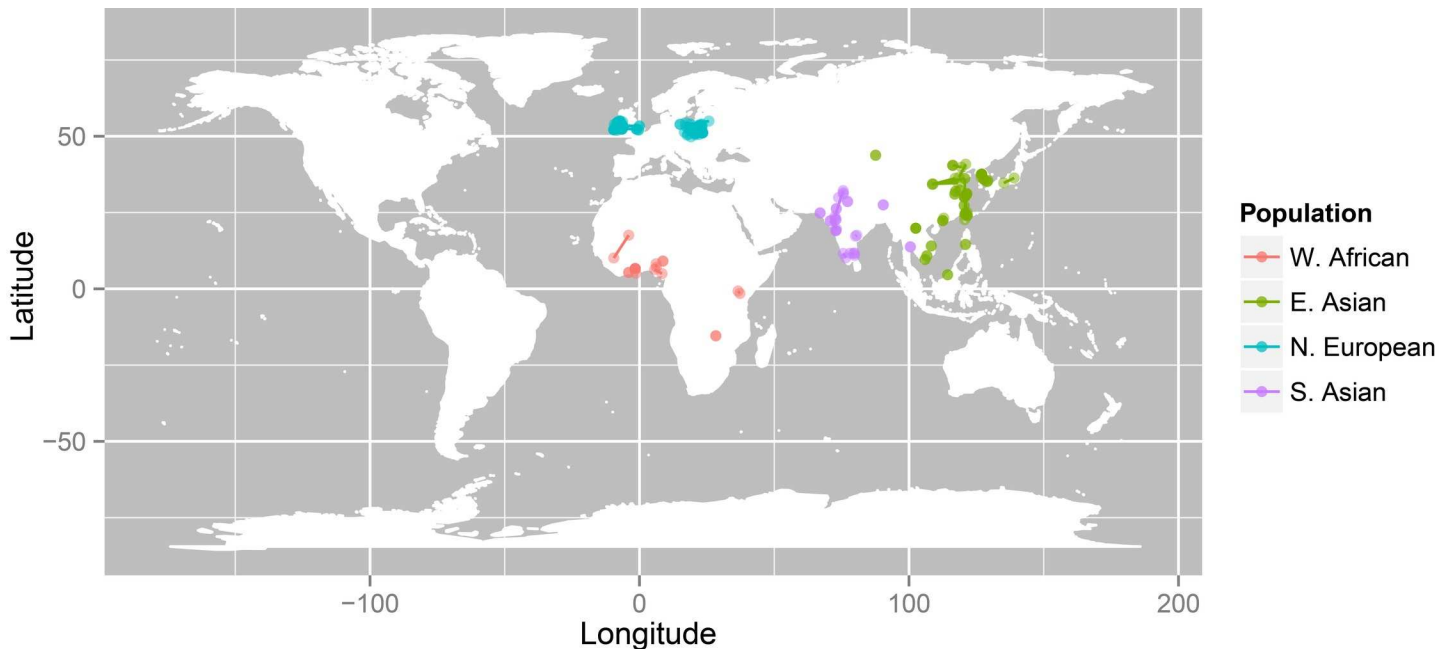 50
0
−50
Latitude
−100
0
100
200
Longitude
Population
W. African
E. Asian
N. European
S. Asian